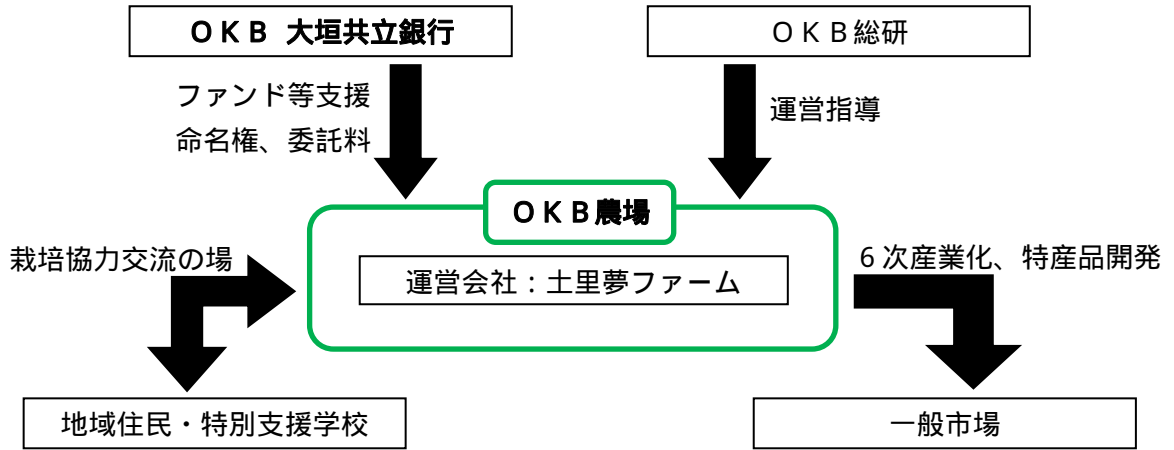 ＯＫＢ 大垣共立銀行
ＯＫＢ総研
ファンド等支援
命名権、委託料
運営指導
ＯＫＢ農場
運営会社：土里夢ファーム
栽培協力交流の場
６次産業化、特産品開発
地域住民・特別支援学校
一般市場